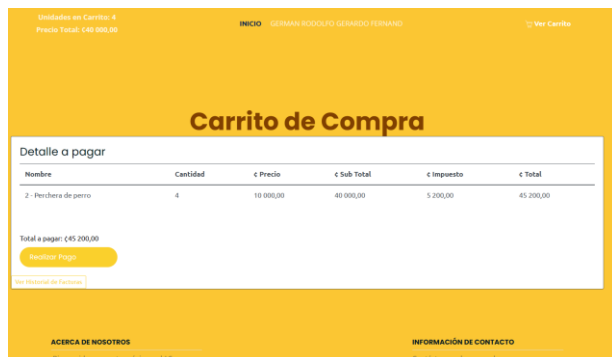 Unidades en Carrito: 4
Precio Total: ¢40 000,00
INICIO GERMAN RODOLFO GERARDO FERNAND
Ver Carrito
Carrito de Compra
Detalle a pagar
Nombre Cantidad ¢ Precio ¢ Sub Total ¢ Impuesto ¢ Total
2 - Perchera de perro 4 10 000,00 40 000,00 5 200,00 45 200,00
Total a pagar: ¢45 200,00
Realizar Pago
Ver Historial de Facturas
ACERCA DE NOSOTROS INFORMACIÓN DE CONTACTO